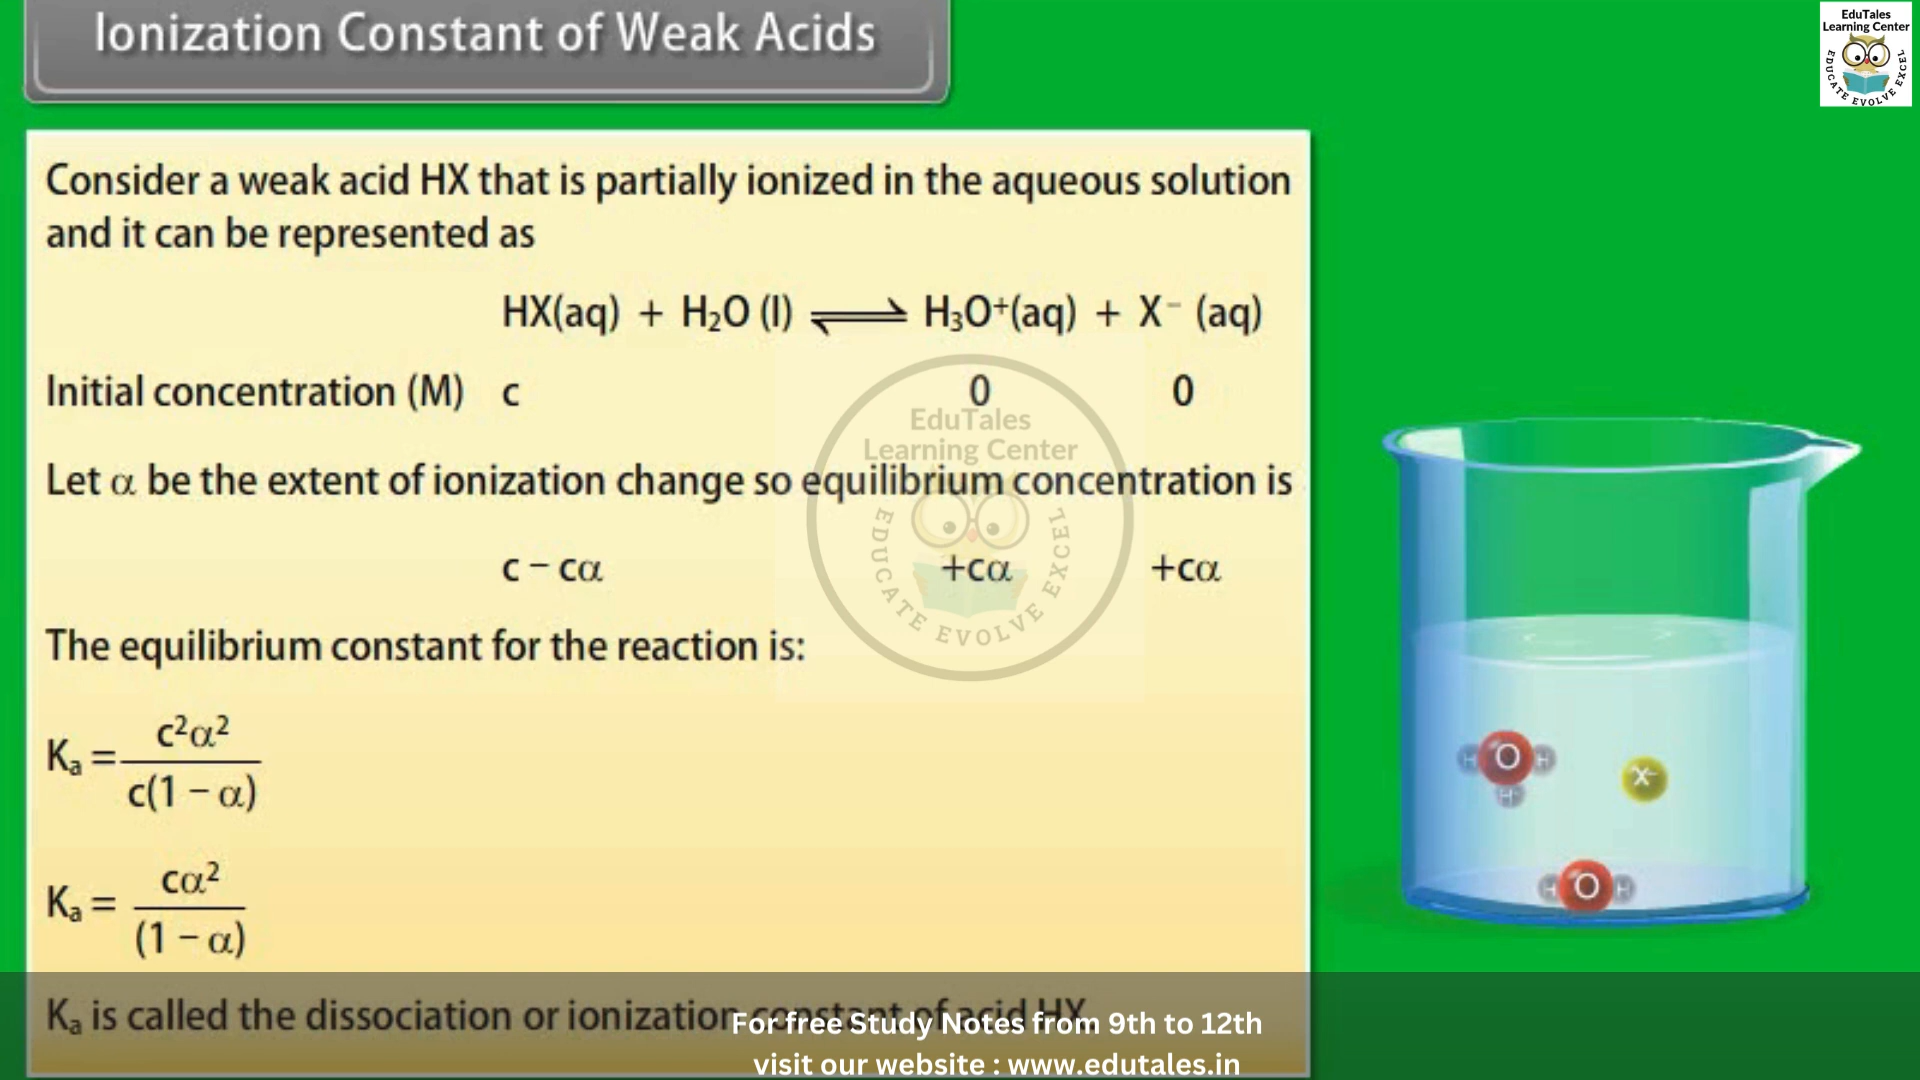 Ionization Constant of Weak Acids
EduTales
Learning Center
EDUCATE EVOLVE EXCEL
Consider a weak acid HX that is partially ionized in the aqueous solution
and it can be represented as
HX(aq) + H₂O (l) ⇌ H₃O⁺(aq) + X⁻ (aq)
Initial concentration (M) c 0 0
EduTales
Learning Center
Let α be the extent of ionization change so equilibrium concentration is
EDUCATE EVOLVE EXCEL
c – cα +cα +cα
The equilibrium constant for the reaction is:
Kₐ = c²α² / c(1 – α)
Kₐ = cα² / (1 – α)
H O H
H⁺
X⁻
H O H
Kₐ is called the dissociation or ionization constant of acid HX.
For free Study Notes from 9th to 12th
visit our website : www.edutales.in